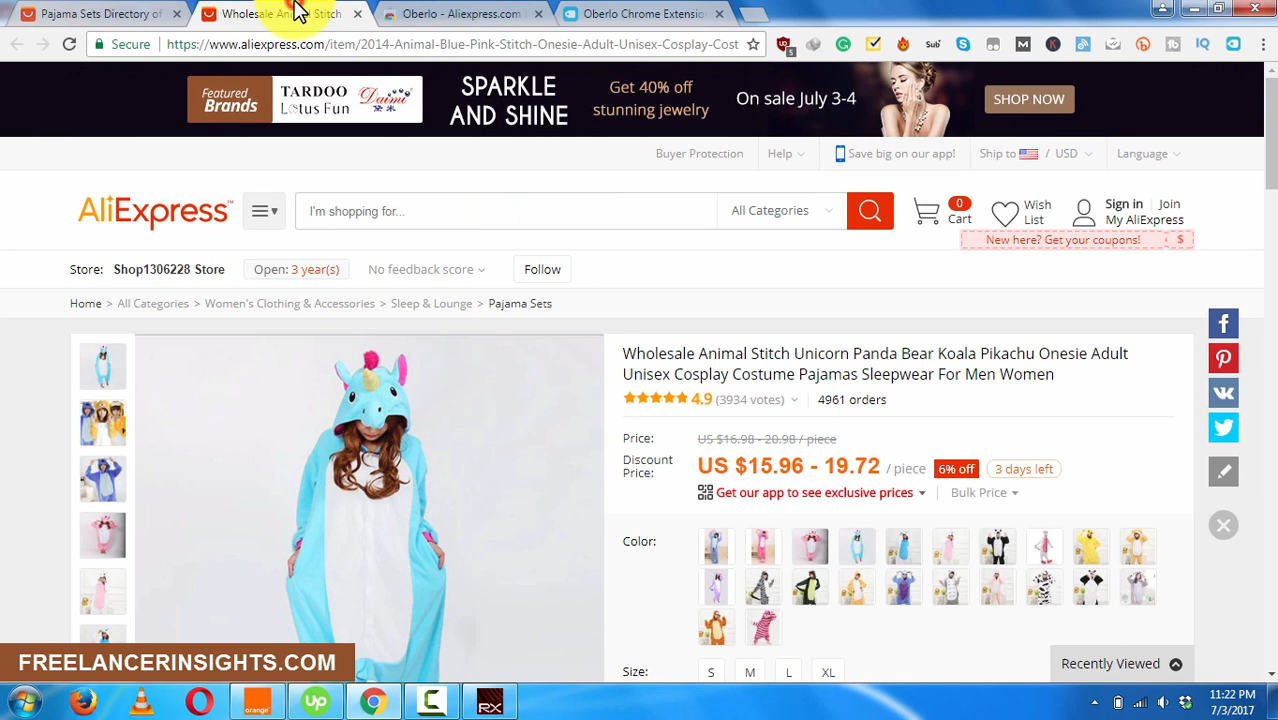 Pajama Sets Directory of
Wholesale Animal Stitch
Oberlo - Aliexpress.com
Oberlo Chrome Extension
Secure
https://www.aliexpress.com/item/2014-Animal-Blue-Pink-Stitch-Onesie-Adult-Unisex-Cosplay-Cost
Featured
Brands
TARDOO
Lotus Fun
Daimi
黛米
SPARKLE
AND SHINE
Get 40% off
stunning jewelry
On sale July 3-4
SHOP NOW
Buyer Protection
Help
Save big on our app!
Ship to / USD
Language
AliExpress™
I'm shopping for...
All Categories
0
Cart
Wish
List
Sign in
Join
My AliExpress
New here? Get your coupons! $
Store: Shop1306228 Store
Open: 3 year(s)
No feedback score
Follow
Home > All Categories > Women's Clothing & Accessories > Sleep & Lounge > Pajama Sets
Wholesale Animal Stitch Unicorn Panda Bear Koala Pikachu Onesie Adult
Unisex Cosplay Costume Pajamas Sleepwear For Men Women
4.9 (3934 votes)
4961 orders
Price: US $16.98 - 20.98 / piece
Discount
Price:
US $15.96 - 19.72 / piece
6% off
3 days left
Get our app to see exclusive prices
Bulk Price
Color:
Size: S M L XL
Recently Viewed
FREELANCERINSIGHTS.COM
orange
Up
C
RX
11:22 PM
7/3/2017